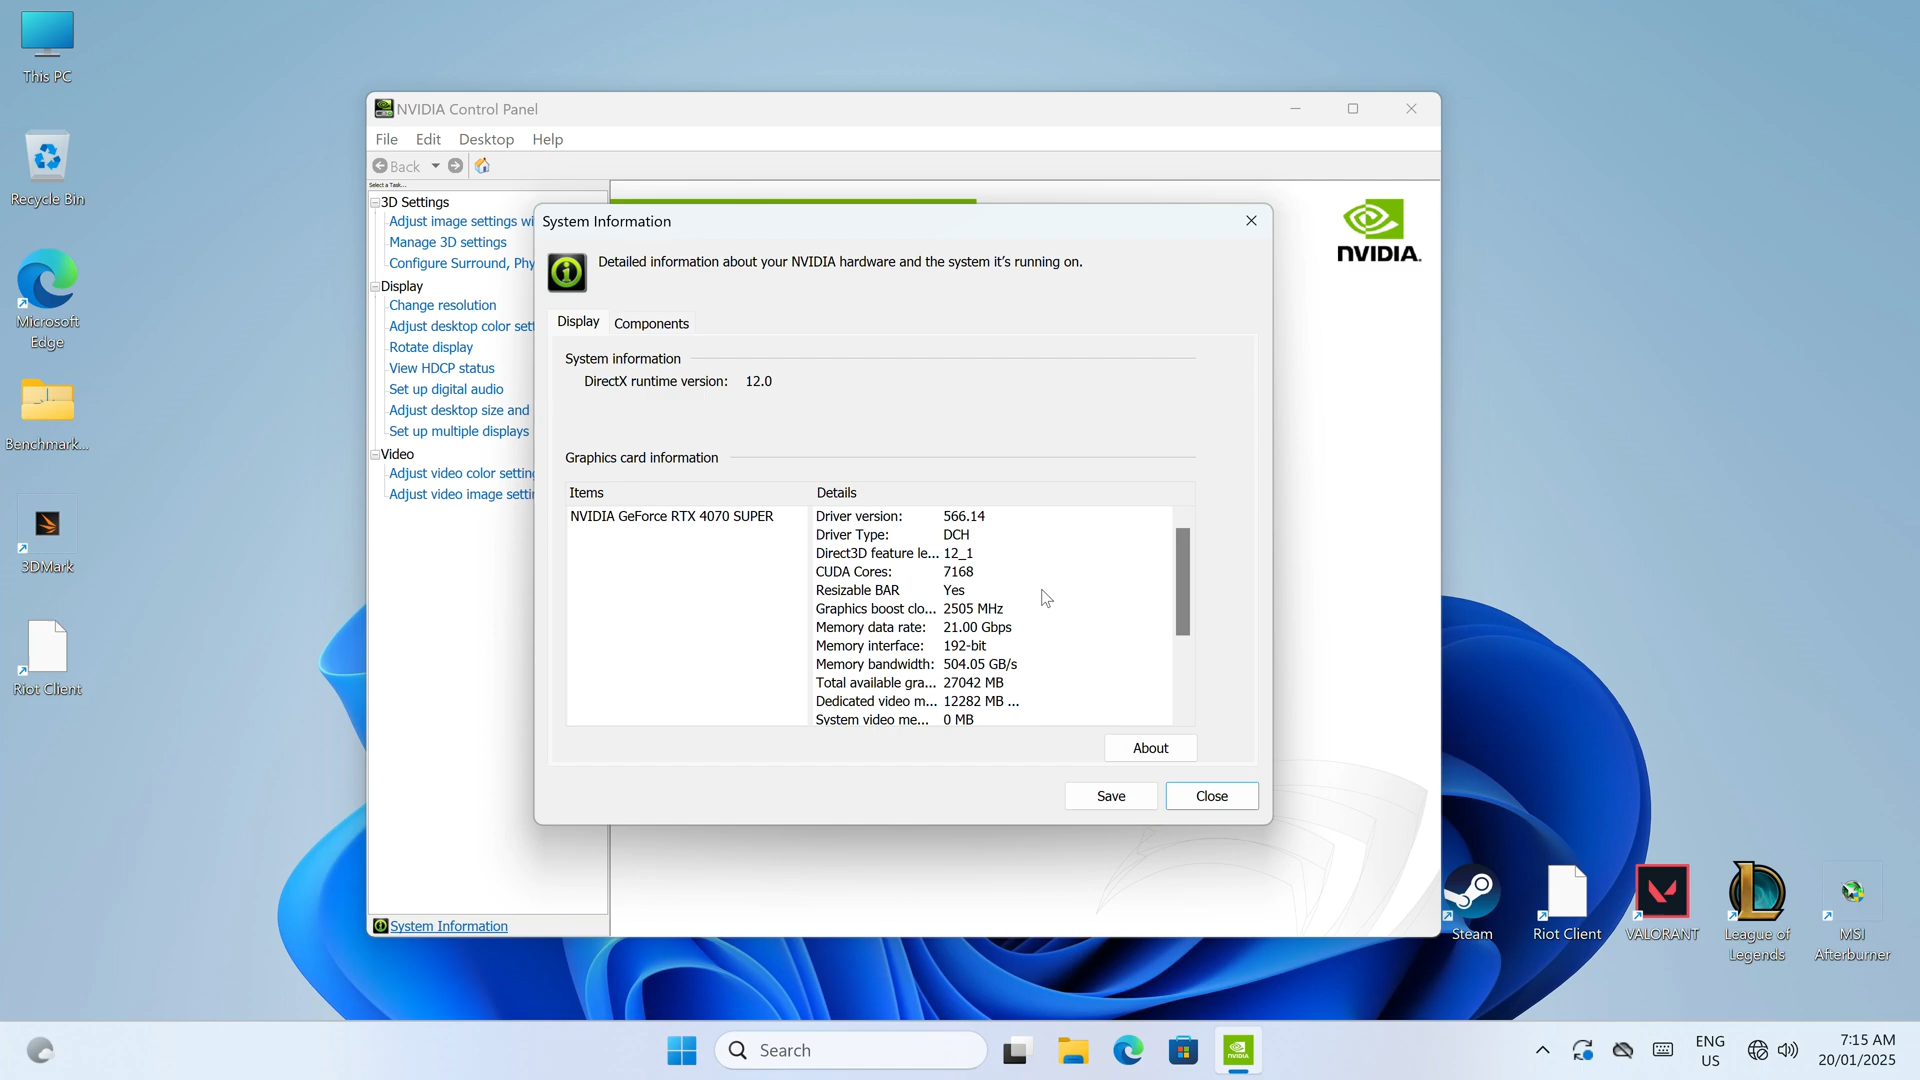 This PC
Recycle Bin
Microsoft
Edge
Benchmark...
3DMark
Riot Client
NVIDIA Control Panel
File Edit Desktop Help
Back
Select a Task...
3D Settings
Adjust image settings wi
Manage 3D settings
Configure Surround, Phy
Display
Change resolution
Adjust desktop color sett
Rotate display
View HDCP status
Set up digital audio
Adjust desktop size and
Set up multiple displays
Video
Adjust video color setting
Adjust video image settin
System Information
NVIDIA.
System Information
Detailed information about your NVIDIA hardware and the system it's running on.
Display Components
System information
DirectX runtime version: 12.0
Graphics card information
Items Details
NVIDIA GeForce RTX 4070 SUPER
Driver version: 566.14
Driver Type: DCH
Direct3D feature le... 12_1
CUDA Cores: 7168
Resizable BAR Yes
Graphics boost clo... 2505 MHz
Memory data rate: 21.00 Gbps
Memory interface: 192-bit
Memory bandwidth: 504.05 GB/s
Total available gra... 27042 MB
Dedicated video m... 12282 MB ...
System video me... 0 MB
About
Save Close
Steam
Riot Client
VALORANT
League of
Legends
MSI
Afterburner
Search
NVIDIA
ENG
US
7:15 AM
20/01/2025